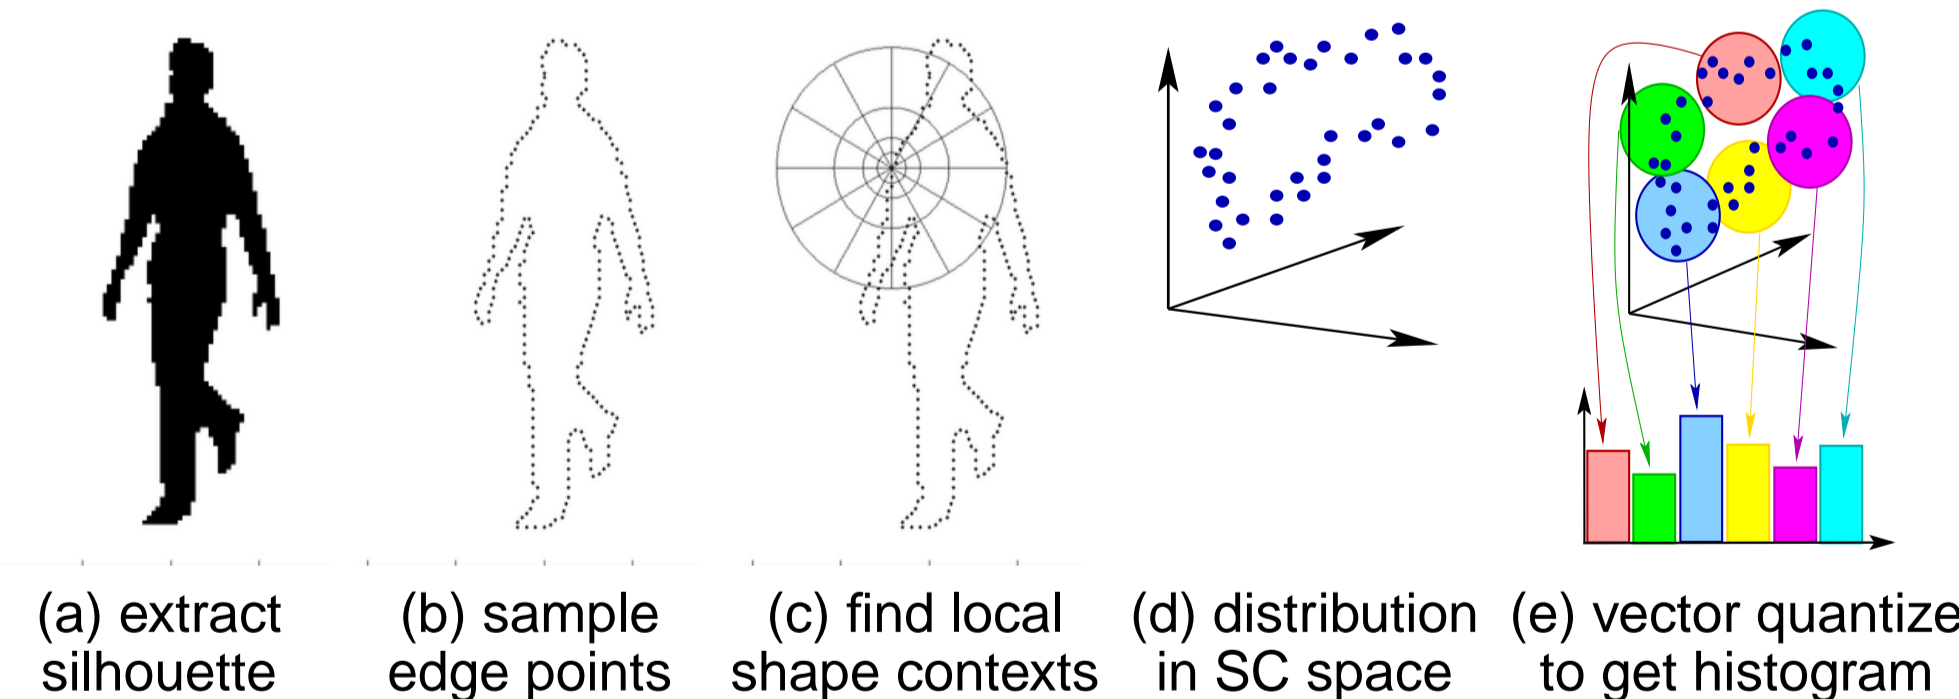 (a) extract
silhouette
(b) sample
edge points
(c) find local
shape contexts
(d) distribution
in SC space
(e) vector quantize
to get histogram